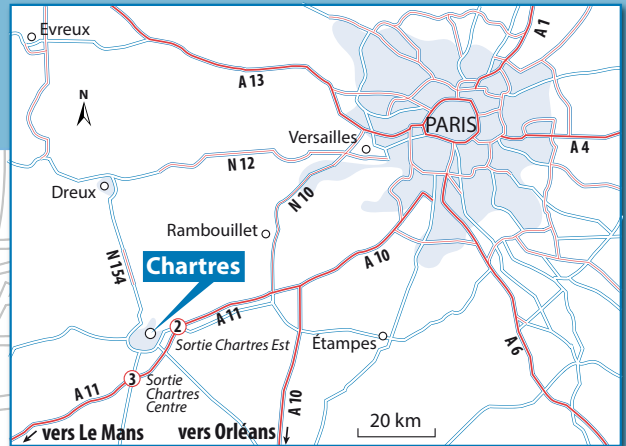 Evreux
A 1
A 13
N
PARIS
Versailles
A 4
N 12
Dreux
N 10
Rambouillet
A 10
N 154
Chartres
2
A 11
Sortie Chartres Est
Étampes
A 6
3
Sortie
Chartres
Centre
A 11
A 10
20 km
vers Le Mans
vers Orléans